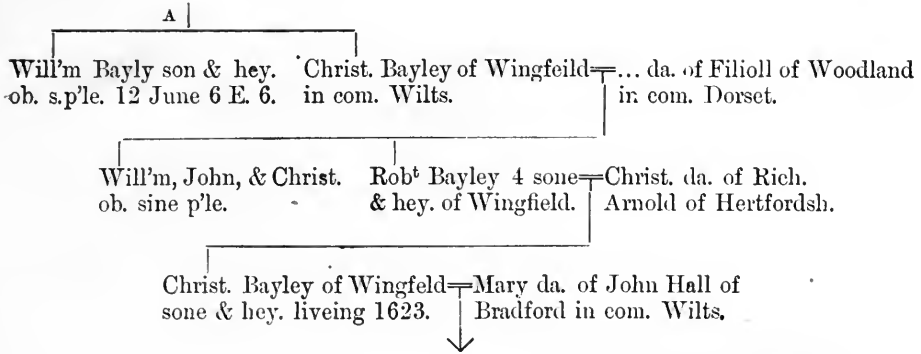 A
Will'm Bayly son & hey.
ob. s.p'le. 12 June 6 E. 6.
Christ. Bayley of Wingfeild
in com. Wilts.
... da. of Filioll of Woodland
in com. Dorset.
Will'm, John, & Christ.
ob. sine p'le.
Robᵗ Bayley 4 sone
& hey. of Wingfield.
Christ. da. of Rich.
Arnold of Hertfordsh.
Christ. Bayley of Wingfeld
sone & hey. liveing 1623.
Mary da. of John Hall of
Bradford in com. Wilts.